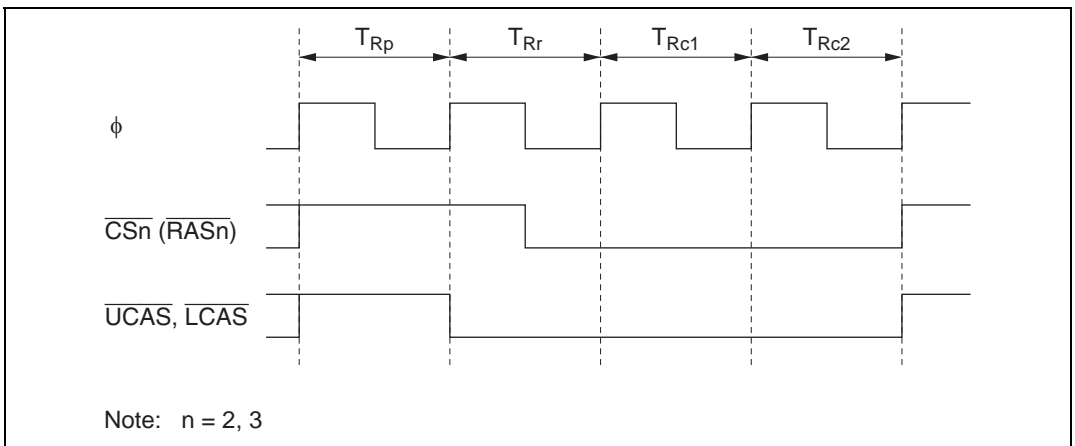 TRp TRr TRc1 TRc2
ϕ
CSn (RASn)
UCAS, LCAS
Note: n = 2, 3